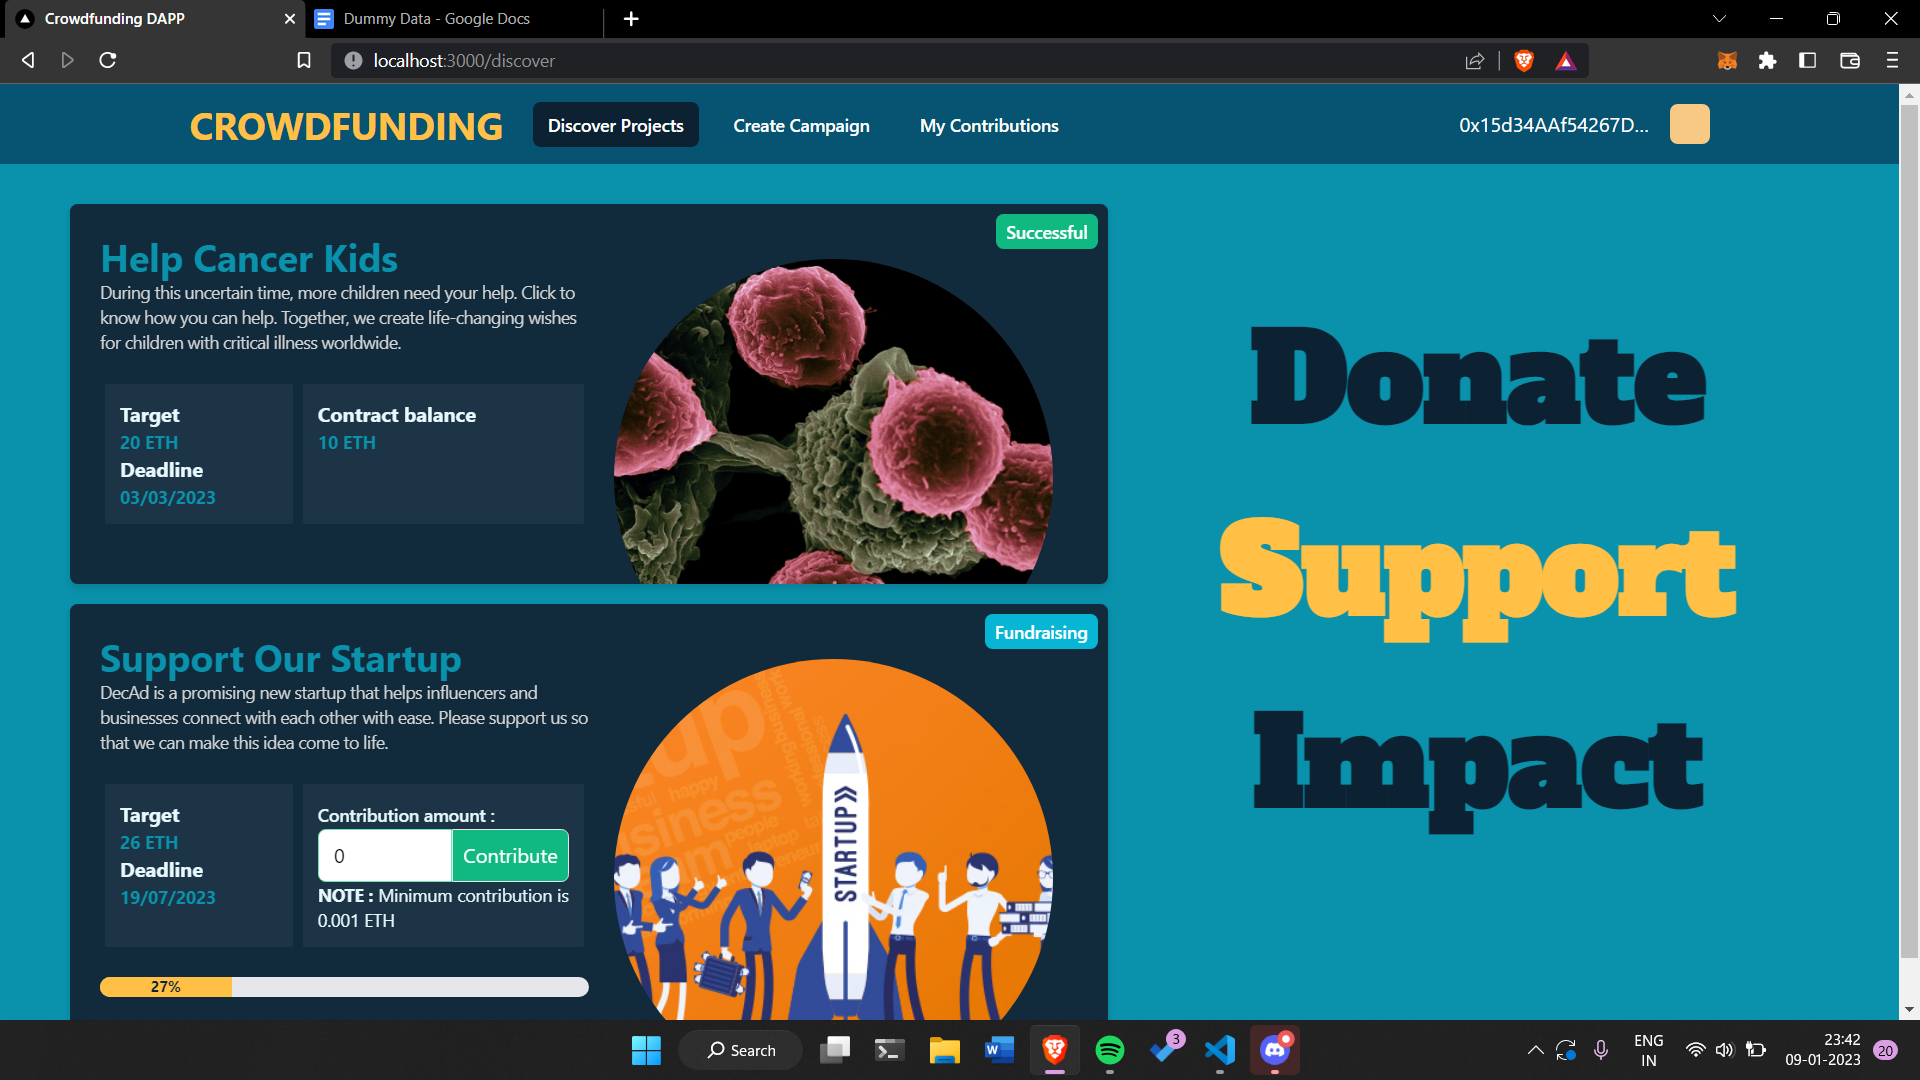 Crowdfunding DAPP
Dummy Data - Google Docs
localhost:3000/discover
CROWDFUNDING
Discover Projects
Create Campaign
My Contributions
0x15d34AAf54267D...
Successful
Help Cancer Kids
During this uncertain time, more children need your help. Click to
know how you can help. Together, we create life-changing wishes
for children with critical illness worldwide.
Target
20 ETH
Deadline
03/03/2023
Contract balance
10 ETH
Fundraising
Support Our Startup
DecAd is a promising new startup that helps influencers and
businesses connect with each other with ease. Please support us so
that we can make this idea come to life.
Target
26 ETH
Deadline
19/07/2023
Contribution amount :
0
Contribute
NOTE : Minimum contribution is
0.001 ETH
27%
STARTUP
business
happy
people
laptop
Donate
Support
Impact
Search
3
ENG
IN
23:42
09-01-2023
20